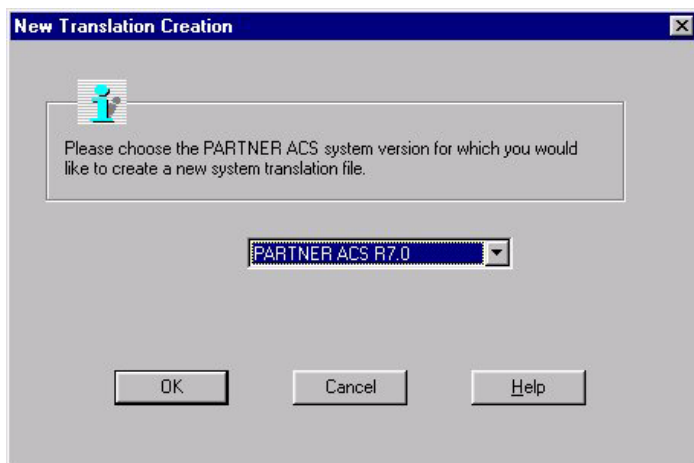 New Translation Creation
Please choose the PARTNER ACS system version for which you would
like to create a new system translation file.
PARTNER ACS R7.0
OK Cancel Help